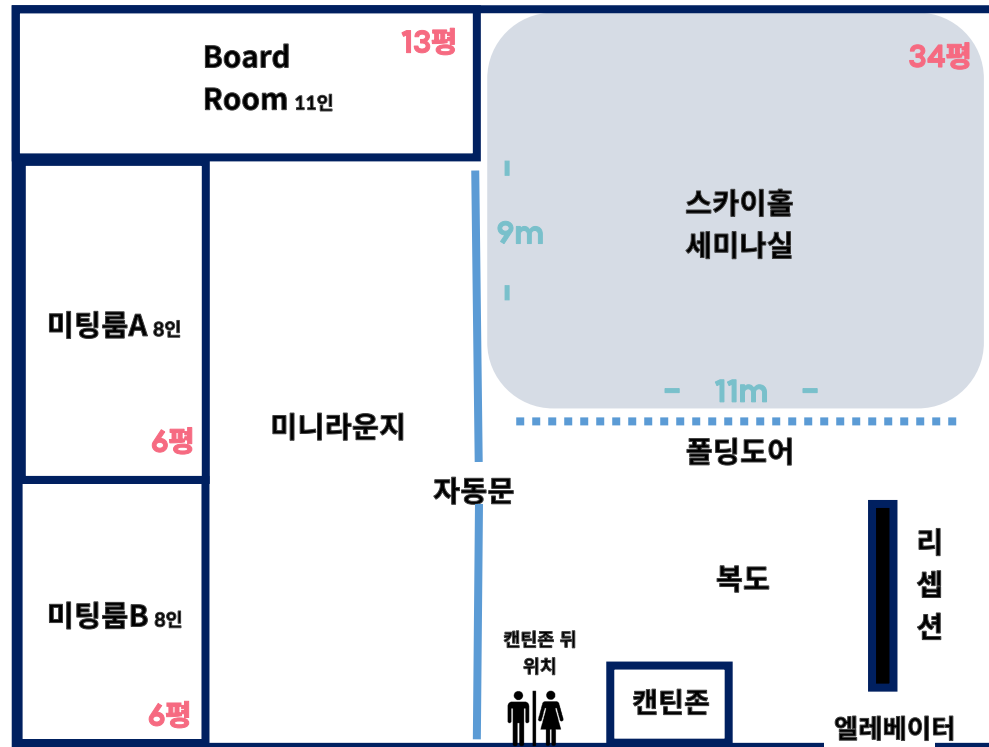 Board
Room 11인
13평
34평
스카이홀
세미나실
9m
- 11m -
폴딩도어
미팅룸A 8인
6평
미니라운지
자동문
복도
리
셉
션
미팅룸B 8인
6평
캔틴존 뒤
위치
캔틴존
엘레베이터